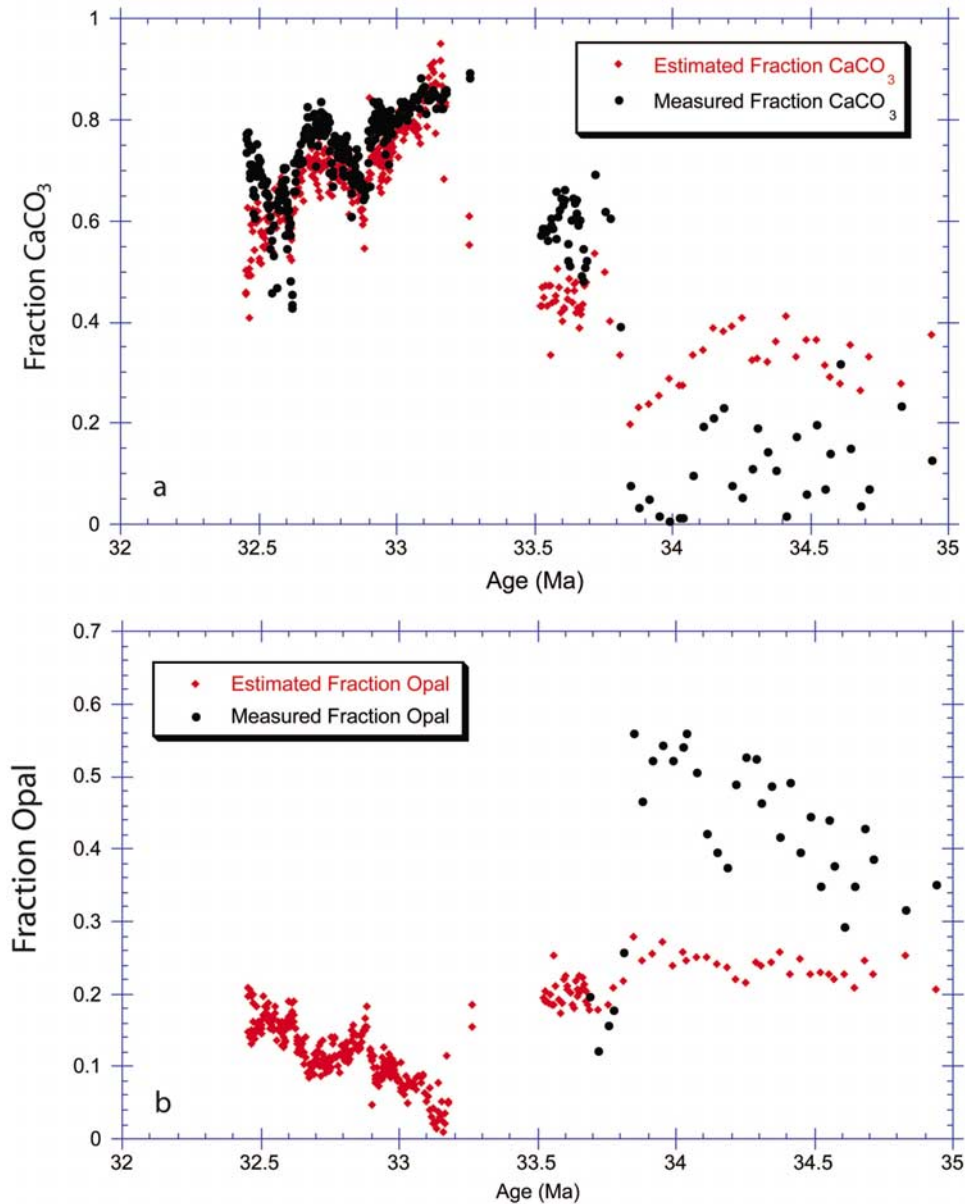 1
0.8
0.6
0.4
0.2
0
Fraction CaCO3
Estimated Fraction CaCO3
Measured Fraction CaCO3
a
32 32.5 33 33.5 34 34.5 35
Age (Ma)
0.7
0.6
0.5
0.4
0.3
0.2
0.1
0
Fraction Opal
Estimated Fraction Opal
Measured Fraction Opal
b
32 32.5 33 33.5 34 34.5 35
Age (Ma)